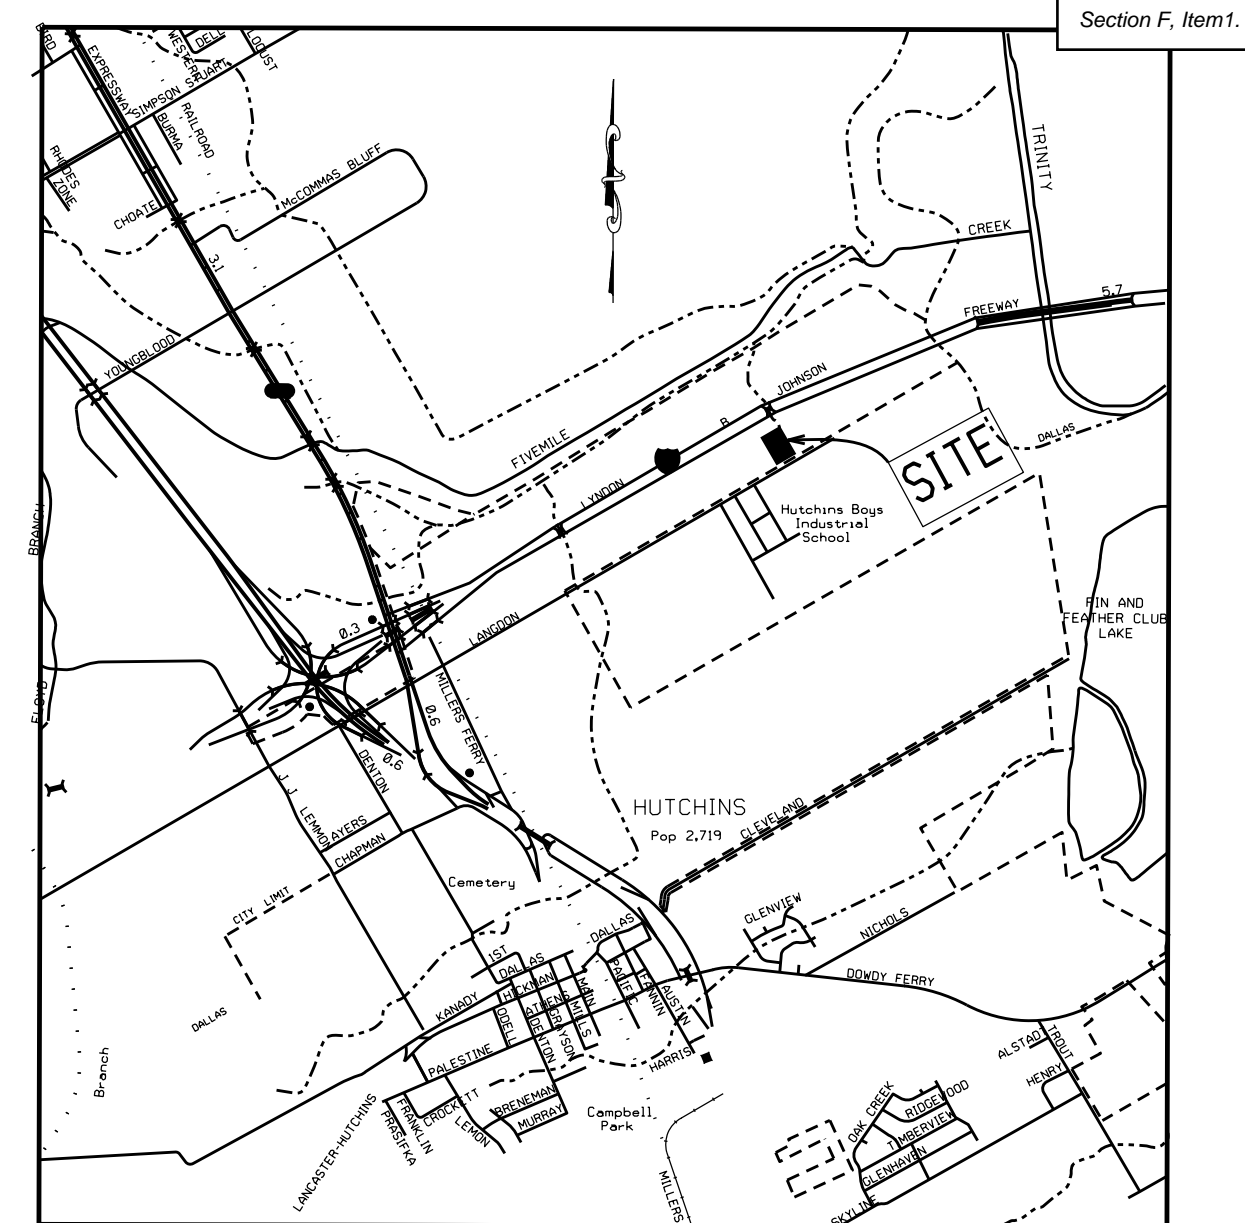 Section F, Item1.
BIRD
EXPRESSWAY
WESTERN
DELL
LOCUST
SIMPSON STUART
BURMA
RAILROAD
RHODES
ZONE
CHOATE
McCOMMAS BLUFF
TRINITY
CREEK
3.1
5.7
FREEWAY
YOUNGBLOOD
JOHNSON
B
DALLAS
FIVEMILE
SITE
LYNDON
Hutchins Boys
Industrial
School
BRANCH
FIN AND
FEATHER CLUB
LAKE
0.3
LANGDON
FLOYD
MILLERS FERRY
0.6
DENTON
0.6
J J LEMMON
HUTCHINS
Pop 2,719
CLEVELAND
AYERS
CHAPMAN
Cemetery
CITY LIMIT
GLENVIEW
NICHOLS
DALLAS
1ST
DALLAS
DOWDY FERRY
HICKMAN
MAIN
PACIFIC
FANNIN
AUSTIN
KANADY
ATHENS
MILLS
ODELL
DENTON
GRAYSON
DALLAS
PALESTINE
HARRIS
ALSTADT
TROUT
Branch
HENRY
LANCASTER-HUTCHINS
FRANKLIN
PRASIFKA
CROCKETT
LEMON
BRENEMAN
MURRAY
Campbell
Park
OAK CREEK
RIDGEWOOD
TIMBERVIEW
GLENHAVEN
SKYLINE
MILLERS